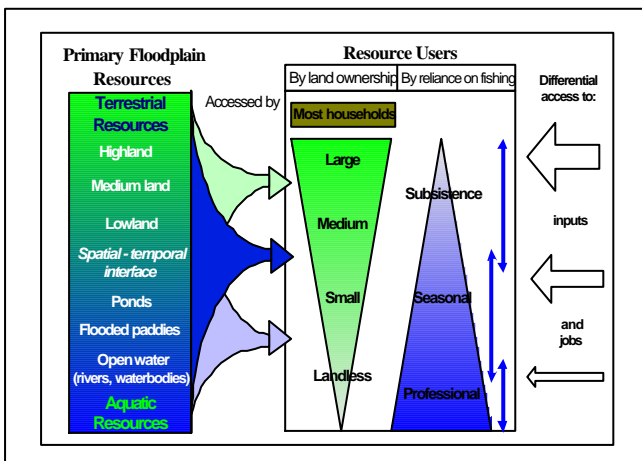 Primary Floodplain
Resources
Terrestrial
Resources
Highland
Medium land
Lowland
Spatial - temporal
interface
Ponds
Flooded paddies
Open water
(rivers, waterbodies)
Aquatic
Resources
Accessed by
Resource Users
By land ownership
By reliance on fishing
Most households
Large
Medium
Small
Landless
Subsistence
Seasonal
Professional
Differential
access to:
inputs
and
jobs